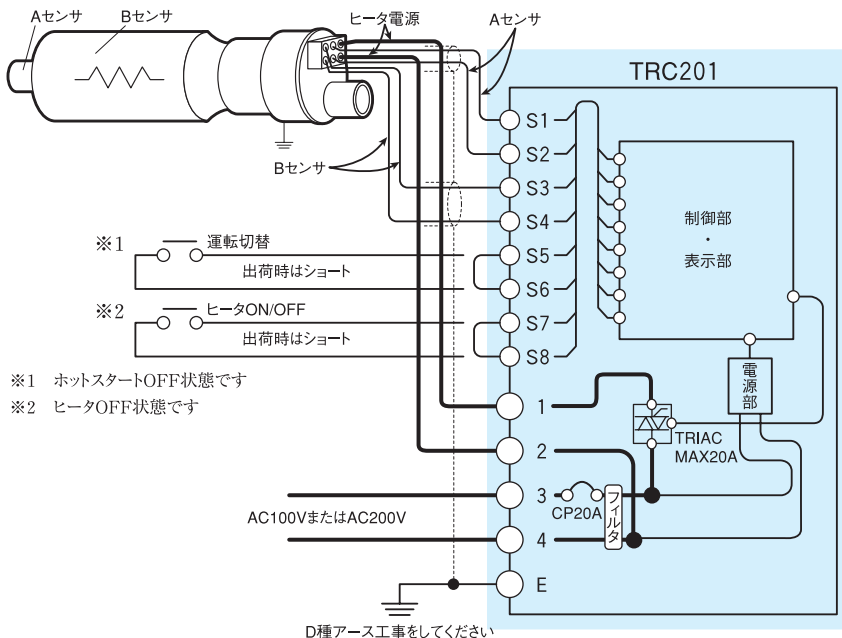 Aセンサ
Bセンサ
ヒータ電源
Aセンサ
TRC201
S1
S2
Bセンサ
S3
S4
制御部
・
表示部
※1
運転切替
出荷時はショート
S5
S6
※2
ヒータON/OFF
出荷時はショート
S7
S8
※1 ホットスタートOFF状態です
※2 ヒータOFF状態です
電源部
1
TRIAC
MAX20A
2
3
CP20A
フィルタ
AC100VまたはAC200V
4
E
D種アース工事をしてください